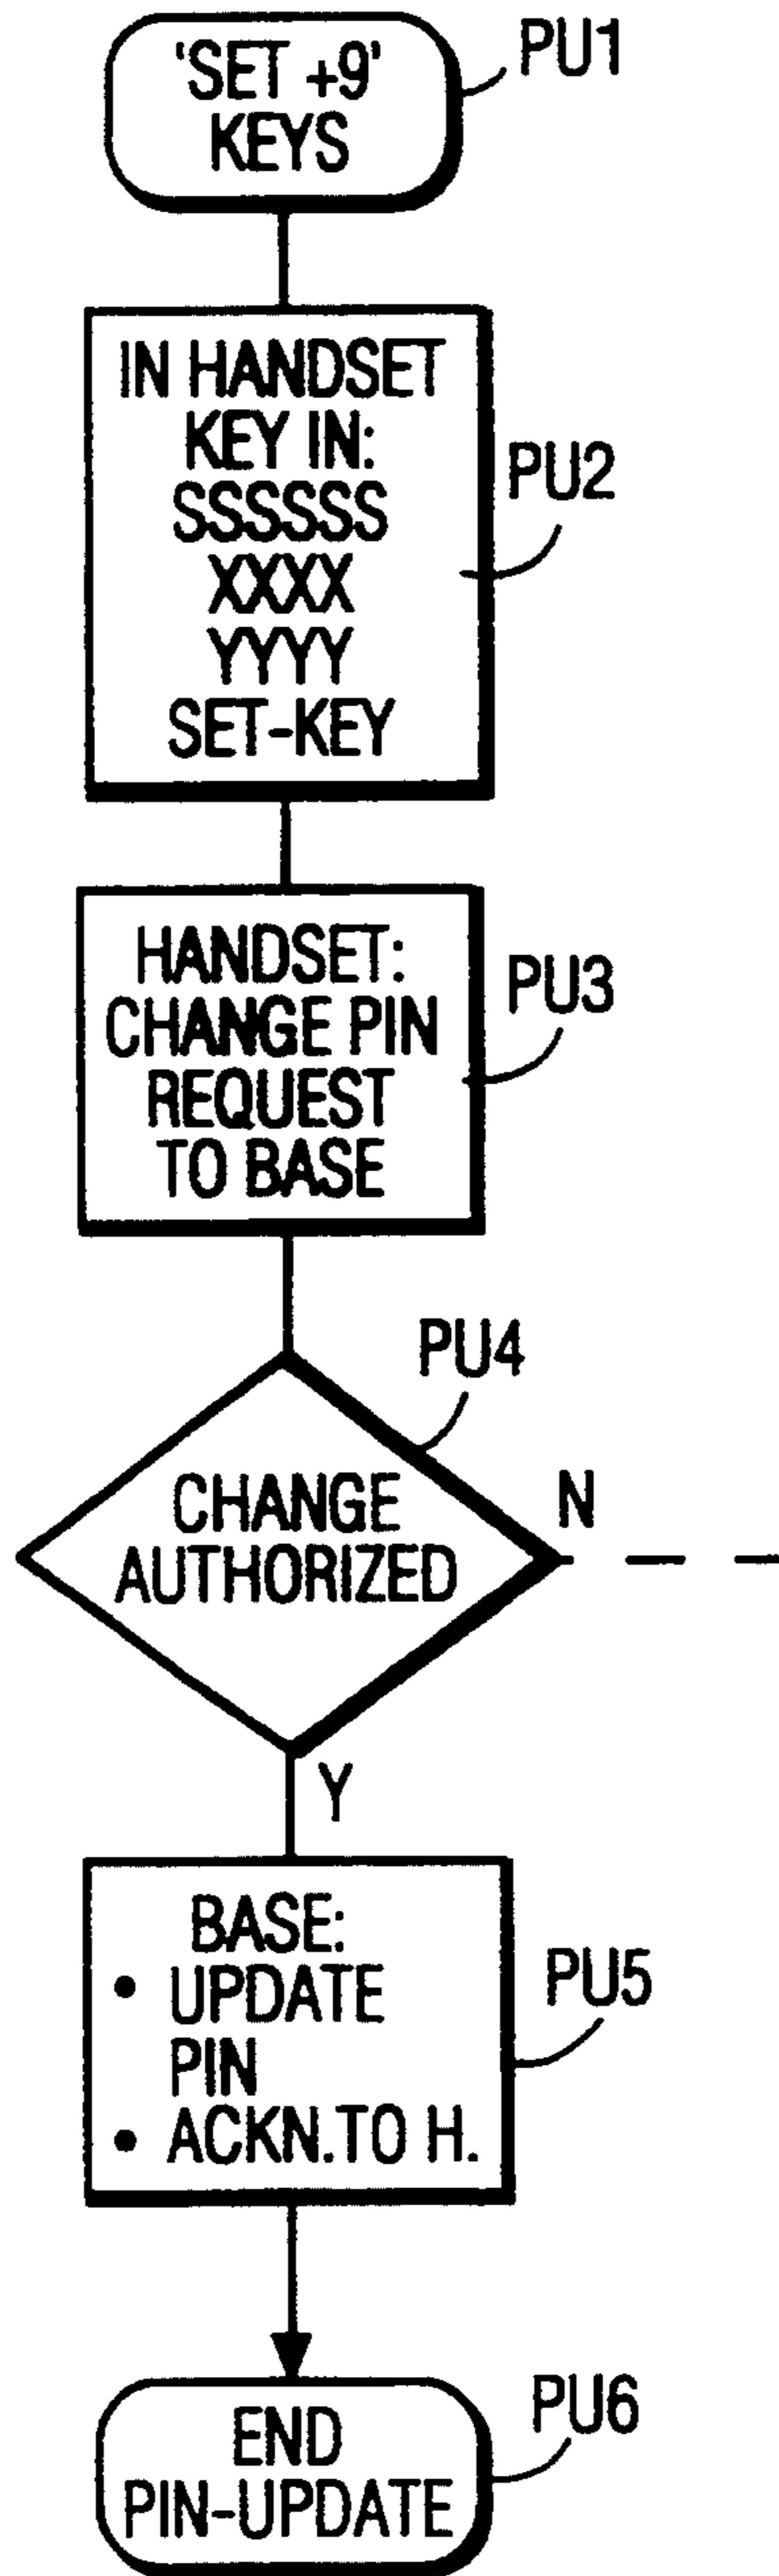 'SET +9'
KEYS
PU1
IN HANDSET
KEY IN:
SSSSSS
XXXX
YYYY
SET-KEY
PU2
HANDSET:
CHANGE PIN
REQUEST
TO BASE
PU3
PU4
CHANGE
AUTHORIZED
N
Y
BASE:
• UPDATE
PIN
• ACKN.TO H.
PU5
END
PIN-UPDATE
PU6